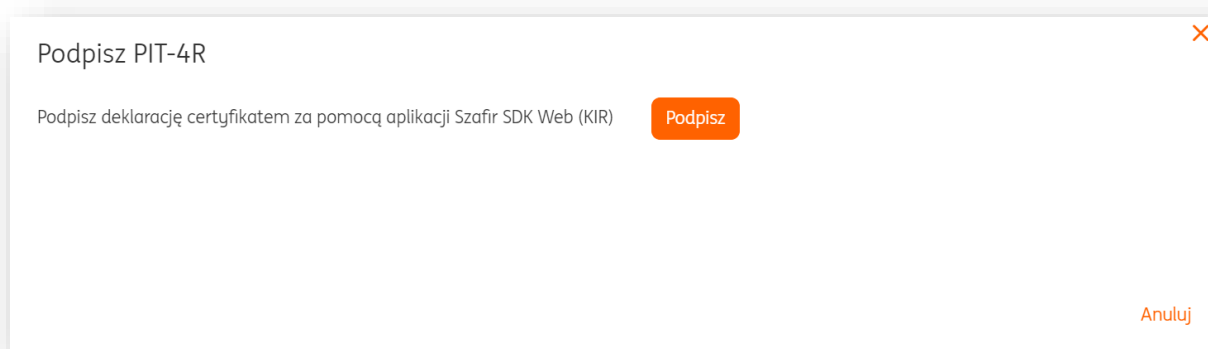 Podpisz PIT-4R
Podpisz deklarację certyfikatem za pomocą aplikacji Szafir SDK Web (KIR)
Podpisz
Anuluj